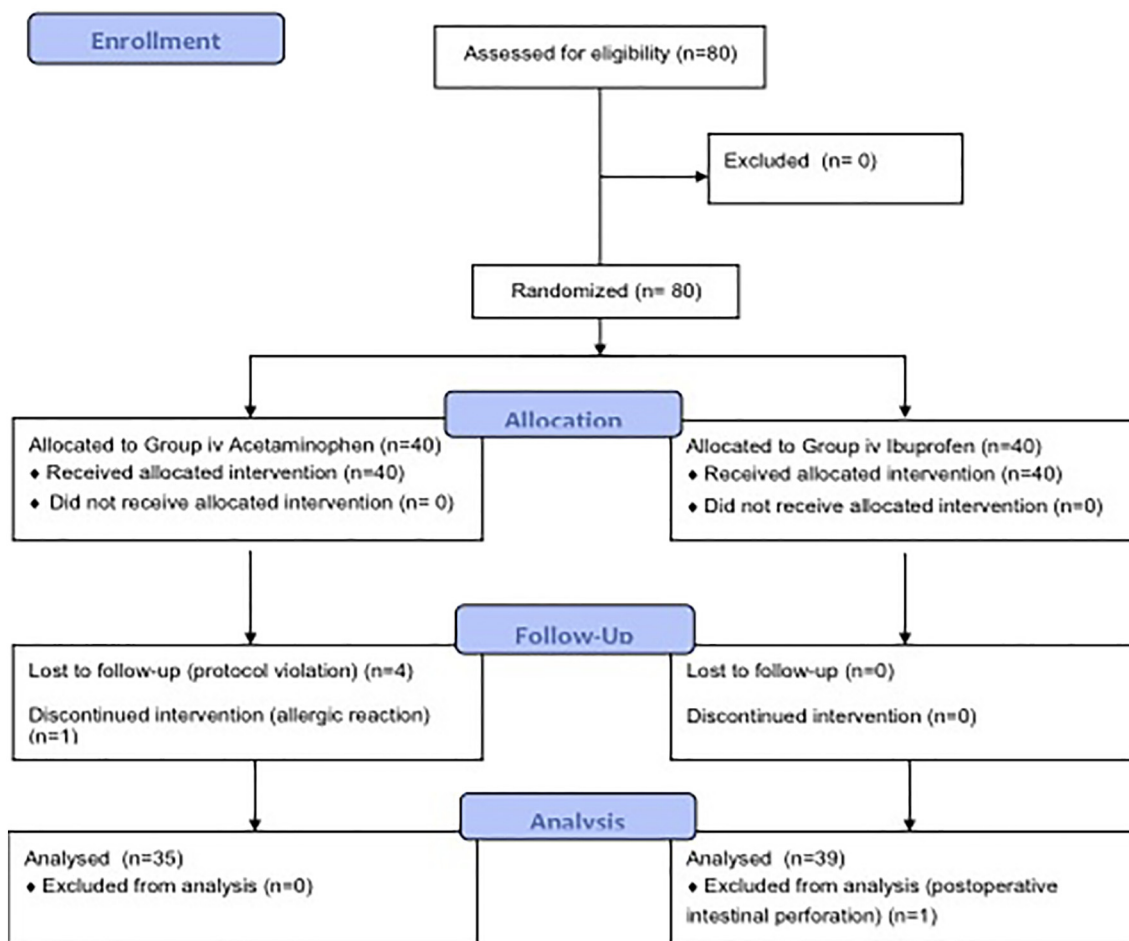 Enrollment
Assessed for eligibility (n=80)
Excluded (n= 0)
Randomized (n= 80)
Allocation
Allocated to Group iv Acetaminophen (n=40)
♦ Received allocated intervention (n=40)
♦ Did not receive allocated intervention (n= 0)
Allocated to Group iv Ibuprofen (n=40)
♦ Received allocated intervention (n=40)
♦ Did not receive allocated intervention (n=0)
Follow-Up
Lost to follow-up (protocol violation) (n=4)
Discontinued intervention (allergic reaction)
(n=1)
Lost to follow-up (n=0)
Discontinued intervention (n=0)
Analysis
Analysed (n=35)
♦ Excluded from analysis (n=0)
Analysed (n=39)
♦ Excluded from analysis (postoperative
intestinal perforation) (n=1)